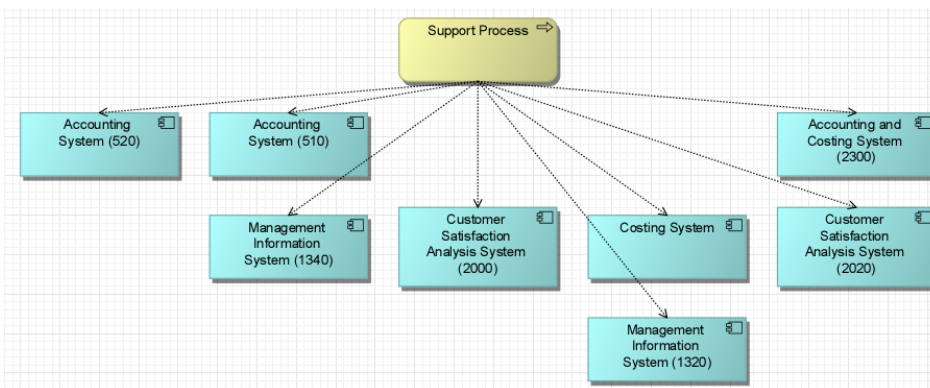 Support Process
Accounting
System (520)
Accounting
System (510)
Accounting and
Costing System
(2300)
Management
Information
System (1340)
Customer
Satisfaction
Analysis System
(2000)
Costing System
Customer
Satisfaction
Analysis System
(2020)
Management
Information
System (1320)